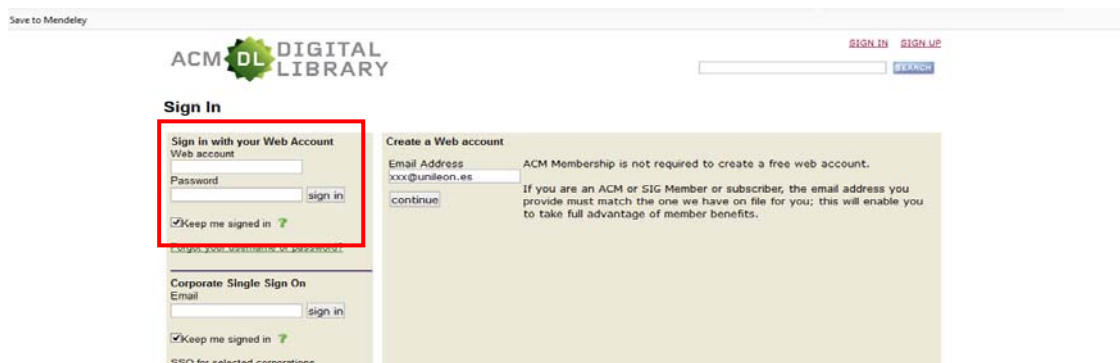 Save to Mendeley
ACM DL DIGITAL LIBRARY
SIGN IN SIGN UP
SEARCH
Sign In
Sign in with your Web Account
Web account
Password
sign in
Keep me signed in ?
Forgot your username or password?
Corporate Single Sign On
Email
sign in
Keep me signed in ?
SSO for selected corporations
Create a Web account
Email Address
xxx@unileon.es
continue
ACM Membership is not required to create a free web account.
If you are an ACM or SIG Member or subscriber, the email address you
provide must match the one we have on file for you; this will enable you
to take full advantage of member benefits.